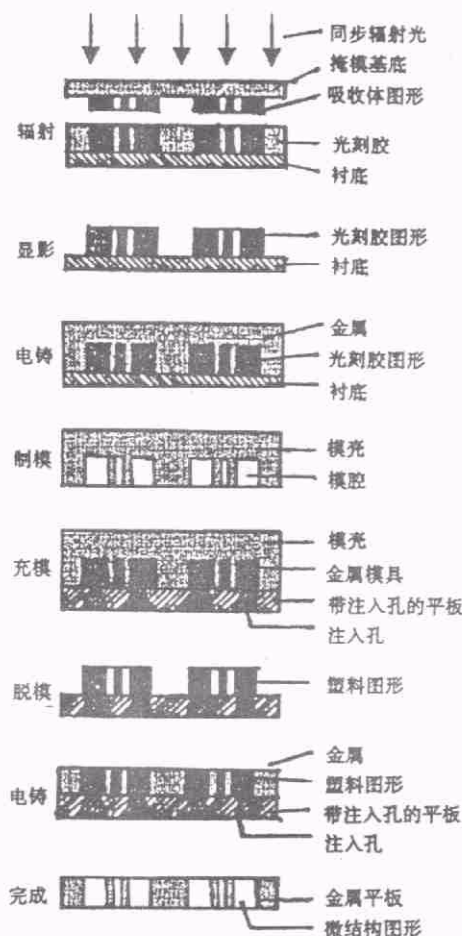 同步辐射光
掩模基底
吸收体图形
辐射
光刻胶
衬底
显影
光刻胶图形
衬底
电铸
金属
光刻胶图形
衬底
制模
模壳
模腔
充模
模壳
金属模具
带注入孔的平板
注入孔
脱模
塑料图形
电铸
金属
塑料图形
带注入孔的平板
注入孔
完成
金属平板
微结构图形